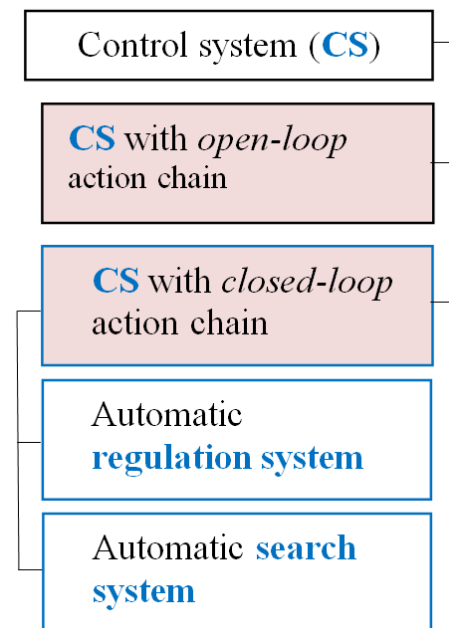 Control system (CS)
CS with open-loop
action chain
CS with closed-loop
action chain
Automatic
regulation system
Automatic search
system